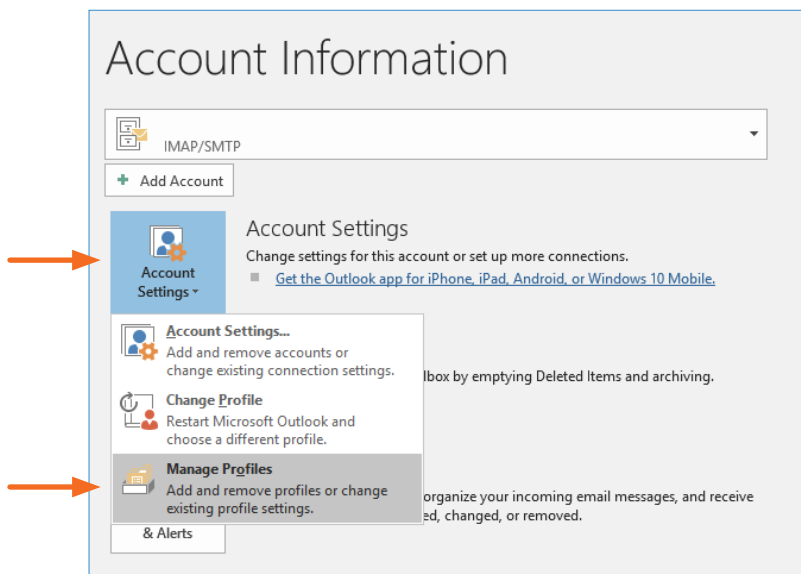 Account Information
IMAP/SMTP
Add Account
Account
Settings
Account Settings
Change settings for this account or set up more connections.
Get the Outlook app for iPhone, iPad, Android, or Windows 10 Mobile.
Account Settings...
Add and remove accounts or
change existing connection settings.
lbox by emptying Deleted Items and archiving.
Change Profile
Restart Microsoft Outlook and
choose a different profile.
Manage Profiles
Add and remove profiles or change
existing profile settings.
organize your incoming email messages, and receive
ed, changed, or removed.
& Alerts